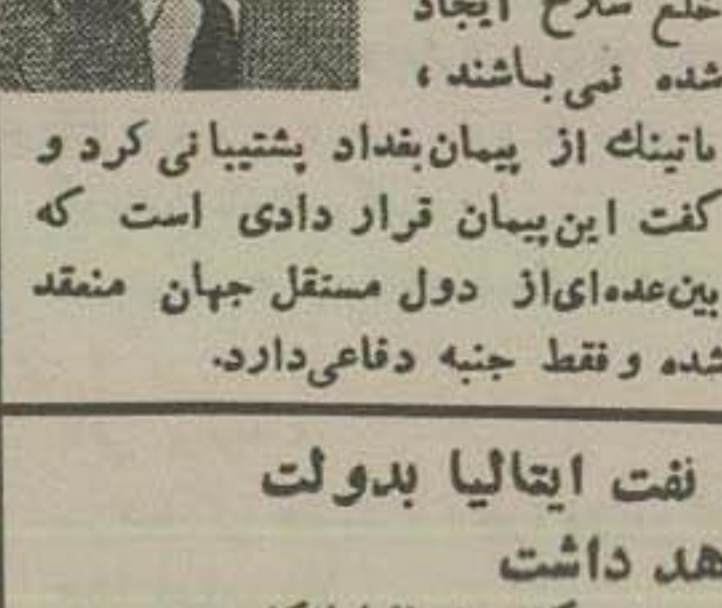 خلع سلاح ایجاد
شده نمی باشند ،
ماتینك از پیمان بغداد پشتیبانی کرد و
کفت این پیمان قرار دادی است که
بین عده ای از دول مستقل جهان منعقد
شده و فقط جنبه دفاعی دارد.
نفت ایتالیا بدولت
هد داشت